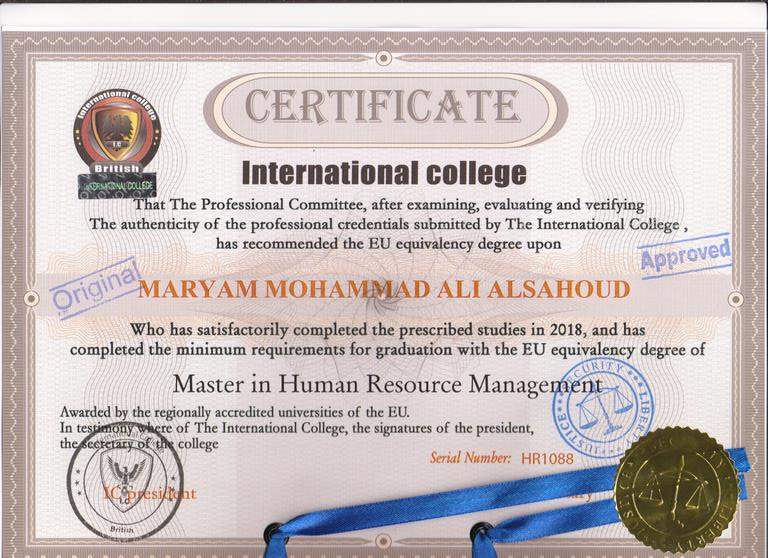 CERTIFICATE
International college
British
INTERNATIONAL COLLEGE
International college
That The Professional Committee, after examining, evaluating and verifying
The authenticity of the professional credentials submitted by The International College ,
has recommended the EU equivalency degree upon
Approved
Original
MARYAM MOHAMMAD ALI ALSAHOUD
Who has satisfactorily completed the prescribed studies in 2018, and has
completed the minimum requirements for graduation with the EU equivalency degree of
Master in Human Resource Management
SECURITY LIBERTY JUSTICE
Awarded by the regionally accredited universities of the EU.
In testimony where of The International College, the signatures of the president,
the secretary of the college
Serial Number: HR1088
IC president
British